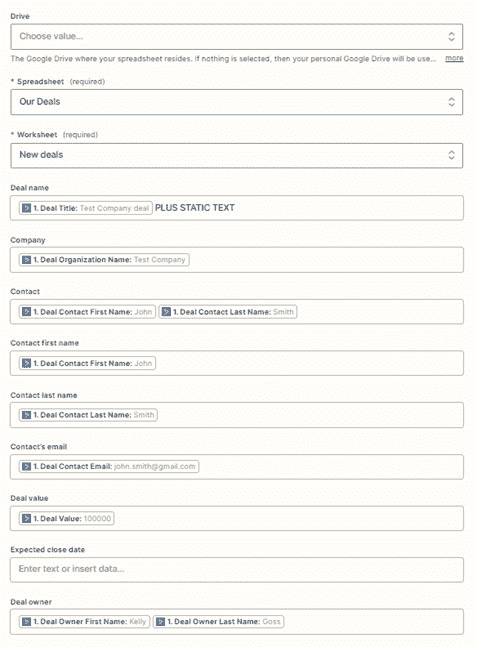 Drive
Choose value...
The Google Drive where your spreadsheet resides. If nothing is selected, then your personal Google Drive will be use... more
* Spreadsheet (required)
Our Deals
* Worksheet (required)
New deals
Deal name
1. Deal Title: Test Company deal PLUS STATIC TEXT
Company
1. Deal Organization Name: Test Company
Contact
1. Deal Contact First Name: John 1. Deal Contact Last Name: Smith
Contact first name
1. Deal Contact First Name: John
Contact last name
1. Deal Contact Last Name: Smith
Contact's email
1. Deal Contact Email: john.smith@gmail.com
Deal value
1. Deal Value: 100000
Expected close date
Enter text or insert data...
Deal owner
1. Deal Owner First Name: Kelly 1. Deal Owner Last Name: Goss